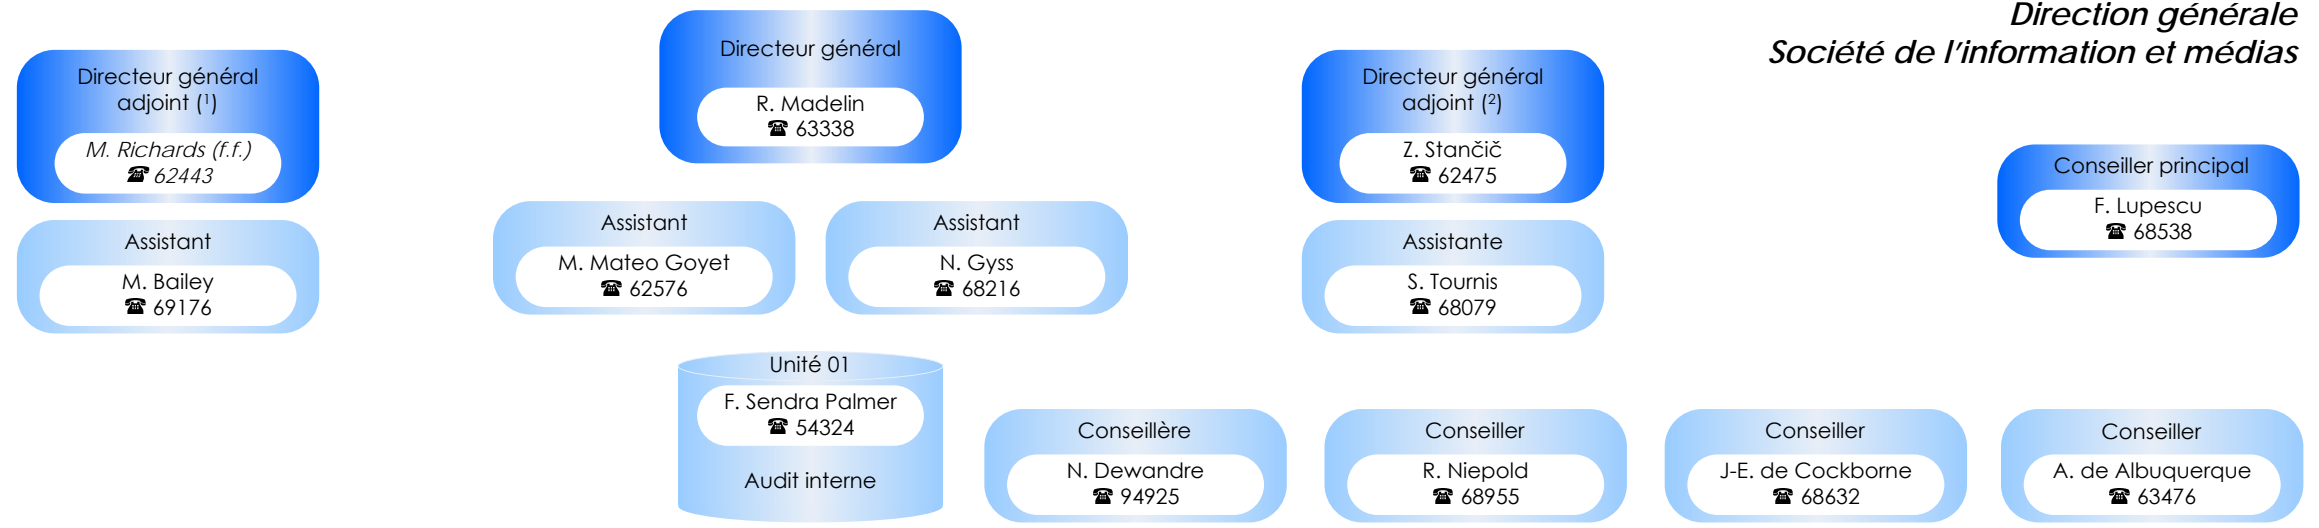 Direction générale
Société de l'information et médias
Directeur général
adjoint (¹)
M. Richards (f.f.)
☎ 62443
Assistant
M. Bailey
☎ 69176
Directeur général
R. Madelin
☎ 63338
Assistant
M. Mateo Goyet
☎ 62576
Assistant
N. Gyss
☎ 68216
Unité 01
F. Sendra Palmer
☎ 54324
Audit interne
Directeur général
adjoint (²)
Z. Stančič
☎ 62475
Assistante
S. Tournis
☎ 68079
Conseiller principal
F. Lupescu
☎ 68538
Conseillère
N. Dewandre
☎ 94925
Conseiller
R. Niepold
☎ 68955
Conseiller
J-E. de Cockborne
☎ 68632
Conseiller
A. de Albuquerque
☎ 63476